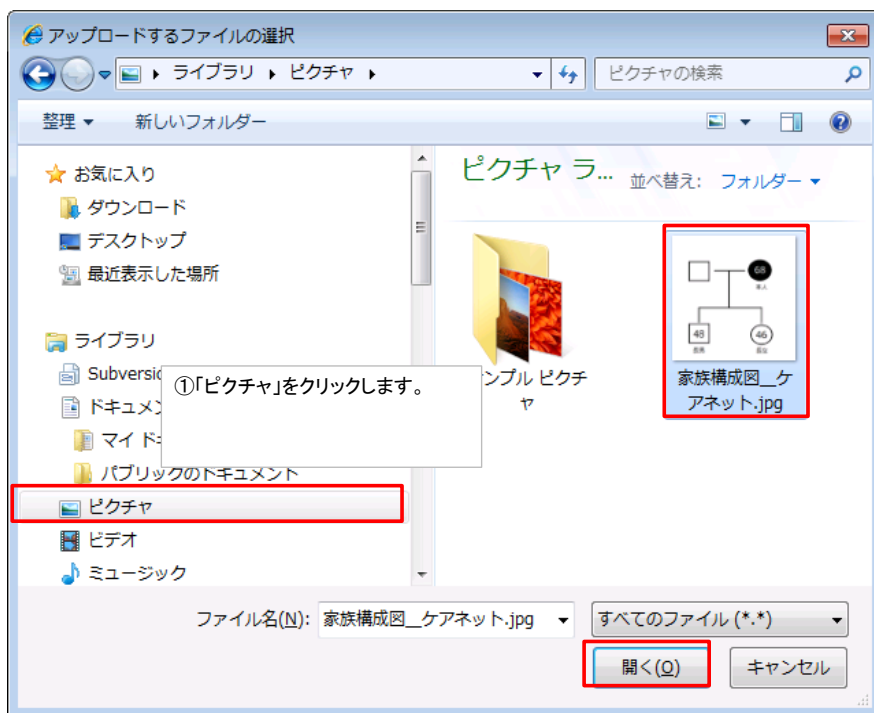 アップロードするファイルの選択
ライブラリ ピクチャ
ピクチャの検索
整理 新しいフォルダー
お気に入り
ダウンロード
デスクトップ
最近表示した場所
ライブラリ
Subversi
ドキュメン
マイ ド
パブリックのドキュメント
ピクチャ
ビデオ
ミュージック
①「ピクチャ」をクリックします。
ピクチャ ラ...
並べ替え: フォルダー
ンプル ピクチ
ャ
68
本人
48
46
家族構成図__ケ
アネット.jpg
ファイル名(N): 家族構成図__ケアネット.jpg
すべてのファイル (*.*)
開く(O) キャンセル